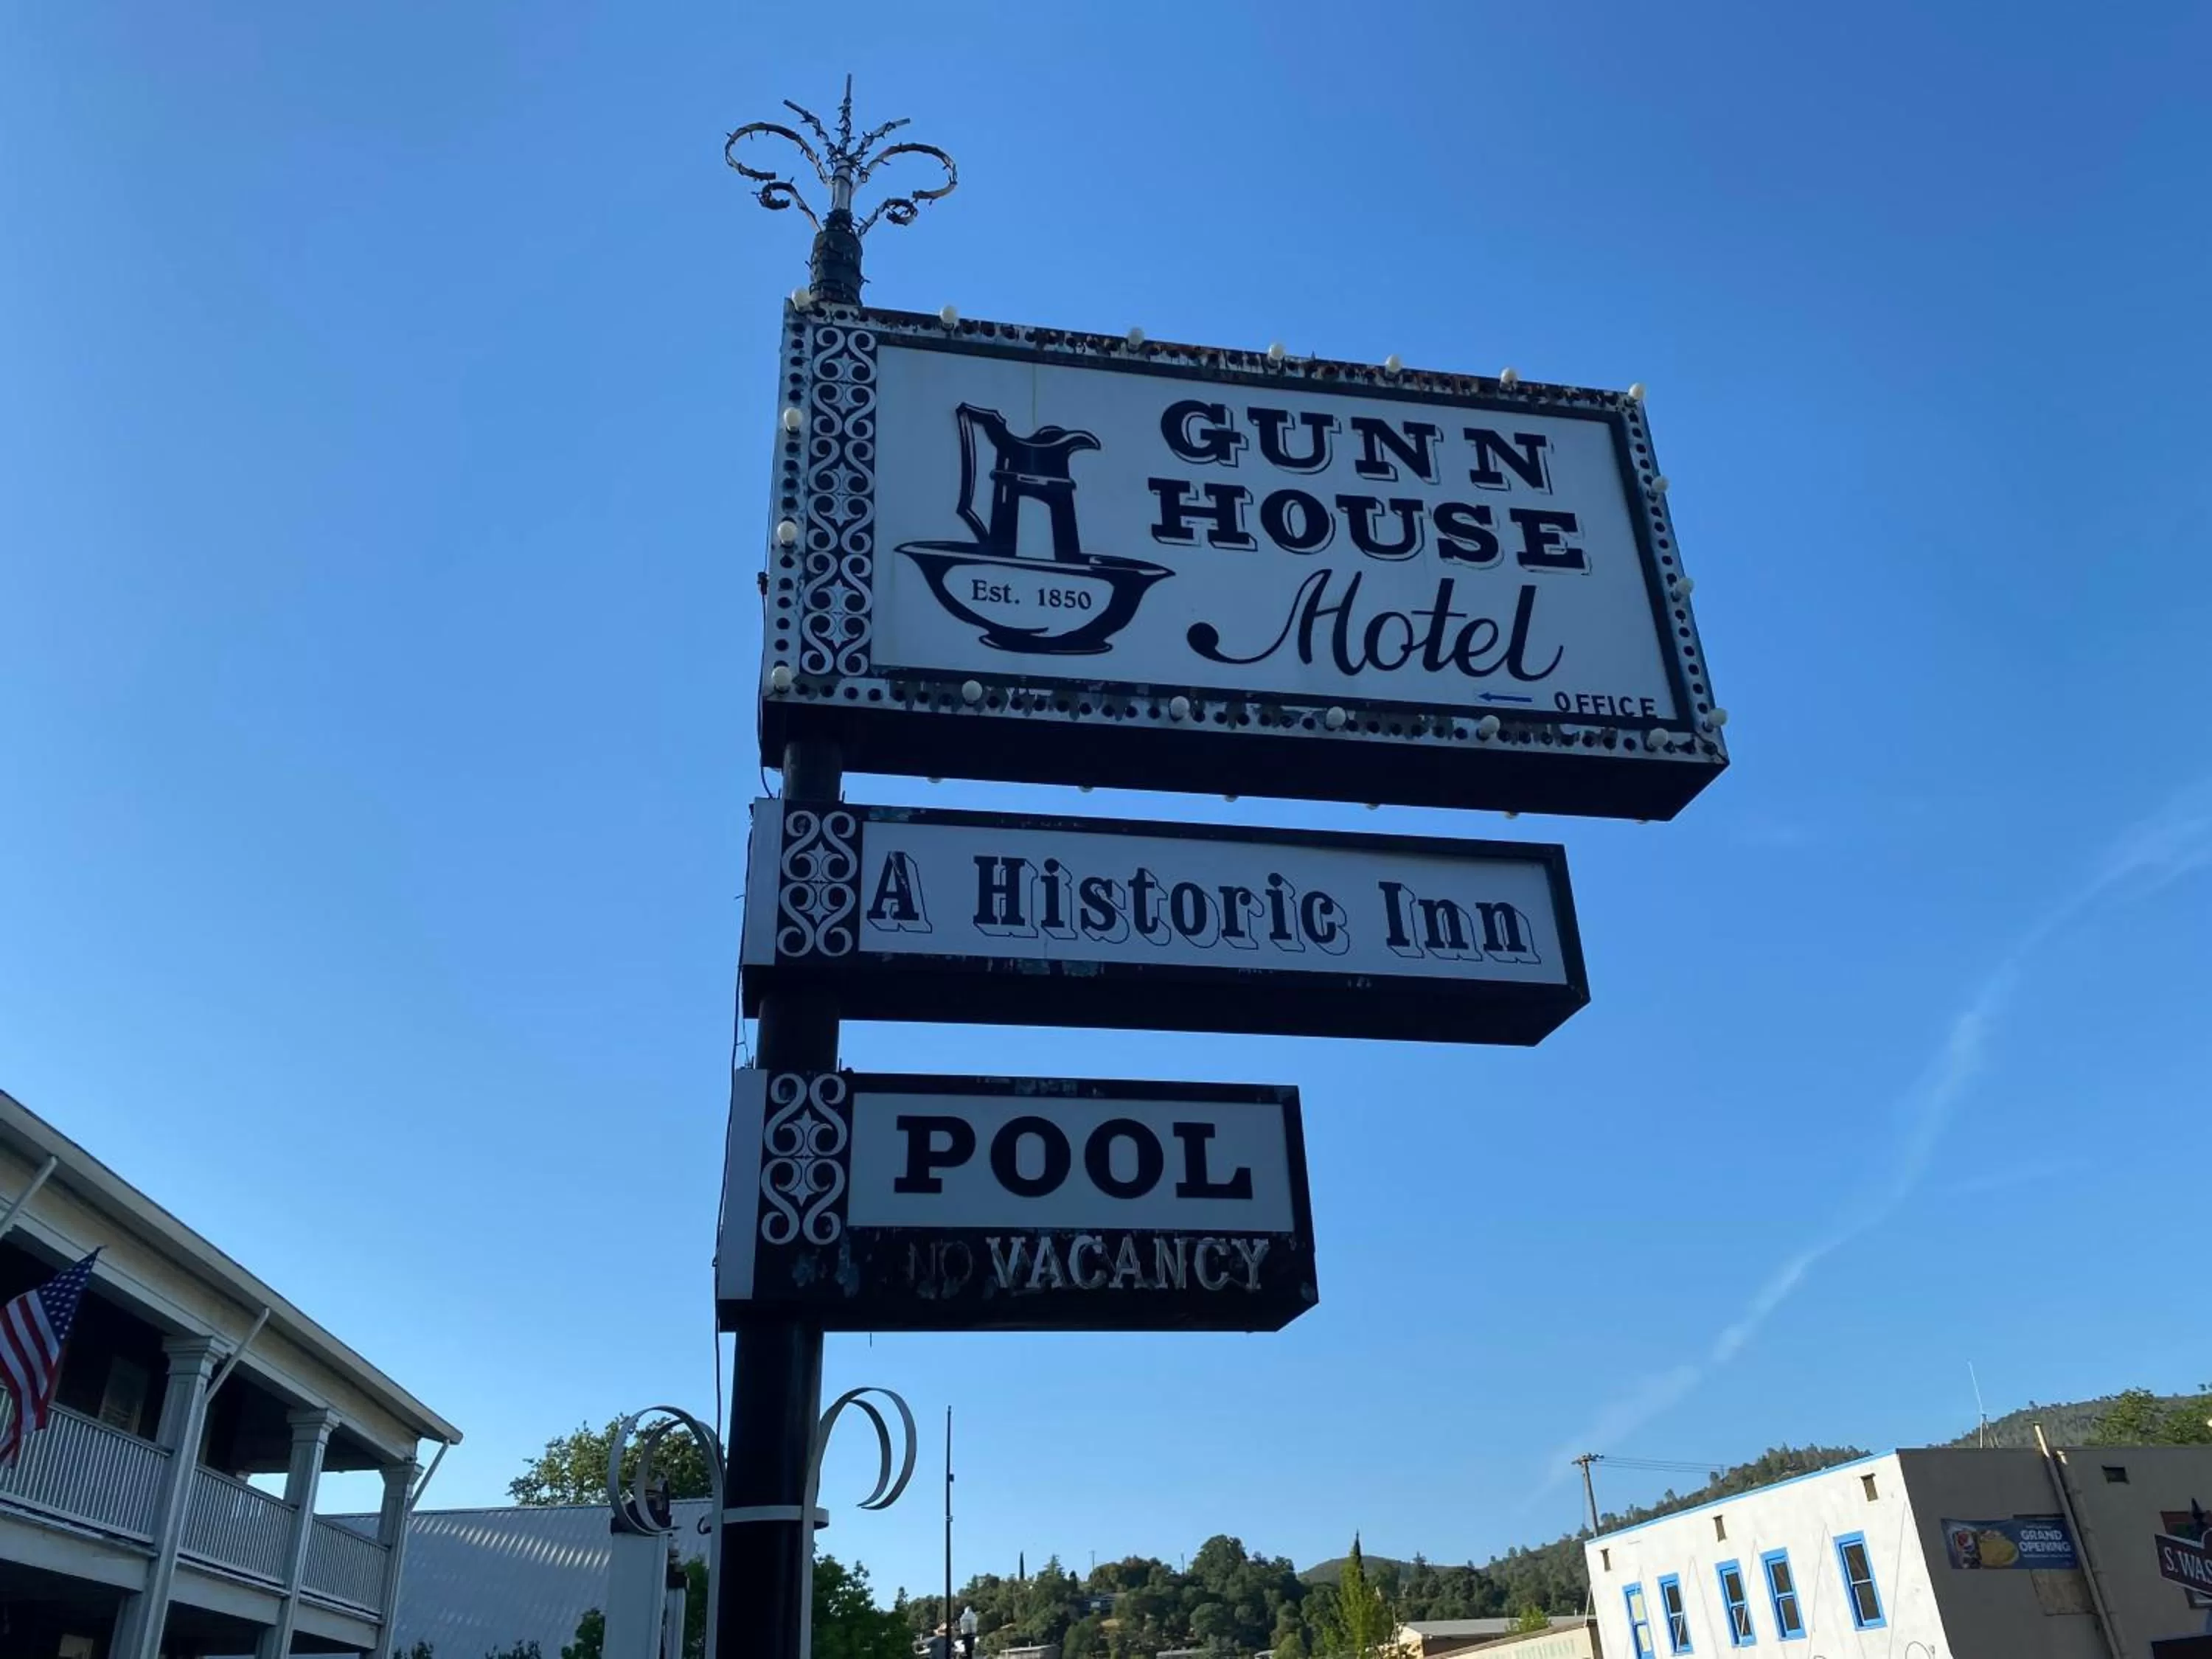 GUNN
HOUSE
Motel
Est. 1850
OFFICE
A Historic Inn
POOL
NO VACANCY
GRAND
OPENING